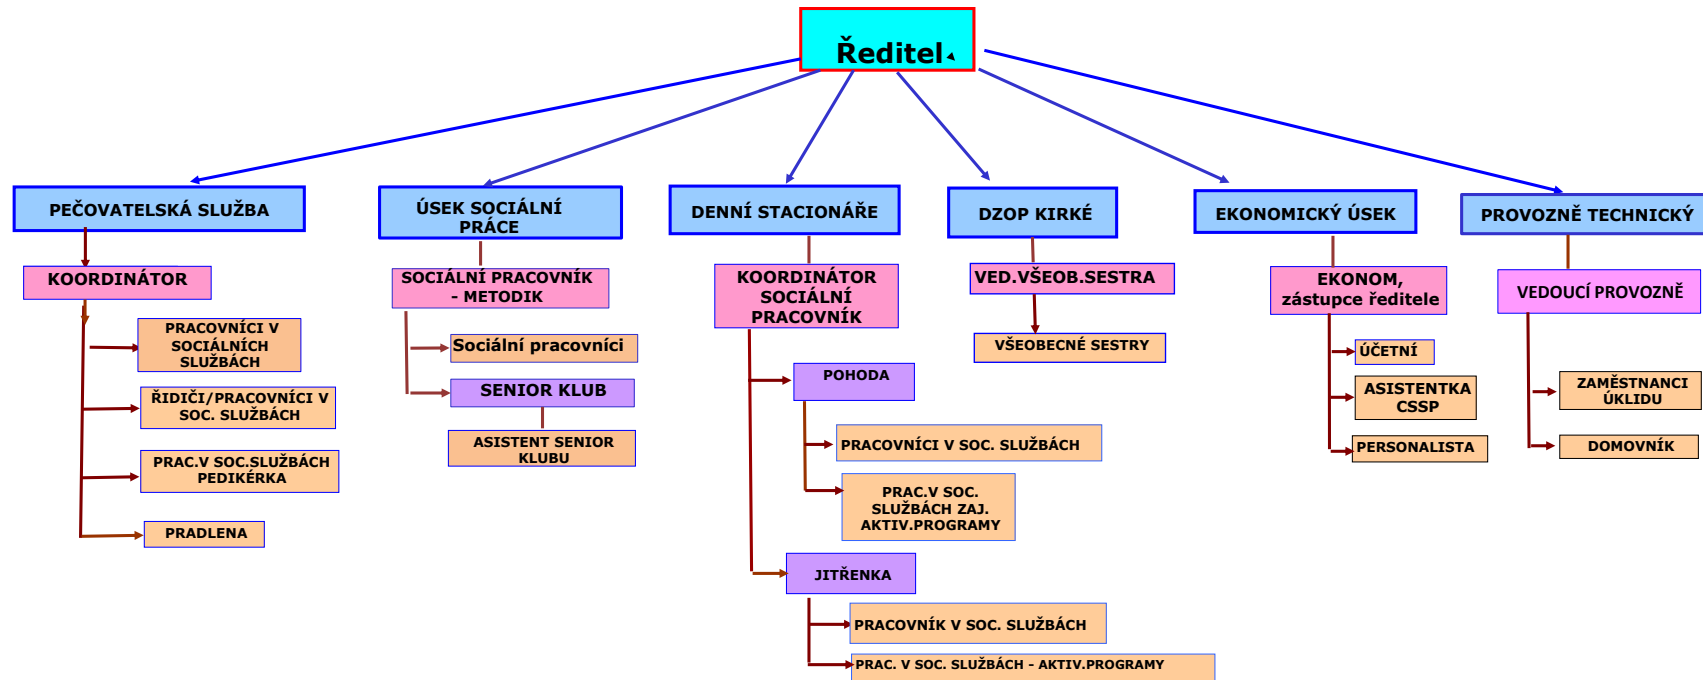 Ředitel
PEČOVATELSKÁ SLUŽBA
KOORDINÁTOR
PRACOVNÍCI V
SOCIÁLNÍCH
SLUŽBÁCH
ŘIDIČI/PRACOVNÍCI V
SOC. SLUŽBÁCH
PRAC.V SOC.SLUŽBÁCH
PEDIKÉRKA
PRADLENA
ÚSEK SOCIÁLNÍ
PRÁCE
SOCIÁLNÍ PRACOVNÍK
- METODIK
Sociální pracovníci
SENIOR KLUB
ASISTENT SENIOR
KLUBU
DENNÍ STACIONÁŘE
KOORDINÁTOR
SOCIÁLNÍ
PRACOVNÍK
POHODA
PRACOVNÍCI V SOC. SLUŽBÁCH
PRAC.V SOC.
SLUŽBÁCH ZAJ.
AKTIV.PROGRAMY
JITŘENKA
PRACOVNÍK V SOC. SLUŽBÁCH
PRAC. V SOC. SLUŽBÁCH - AKTIV.PROGRAMY
DZOP KIRKÉ
VED.VŠEOB.SESTRA
VŠEOBECNÉ SESTRY
EKONOMICKÝ ÚSEK
EKONOM,
zástupce ředitele
ÚČETNÍ
ASISTENTKA
CSSP
PERSONALISTA
PROVOZNĚ TECHNICKÝ
VEDOUCÍ PROVOZNĚ
ZAMĚSTNANCI
ÚKLIDU
DOMOVNÍK